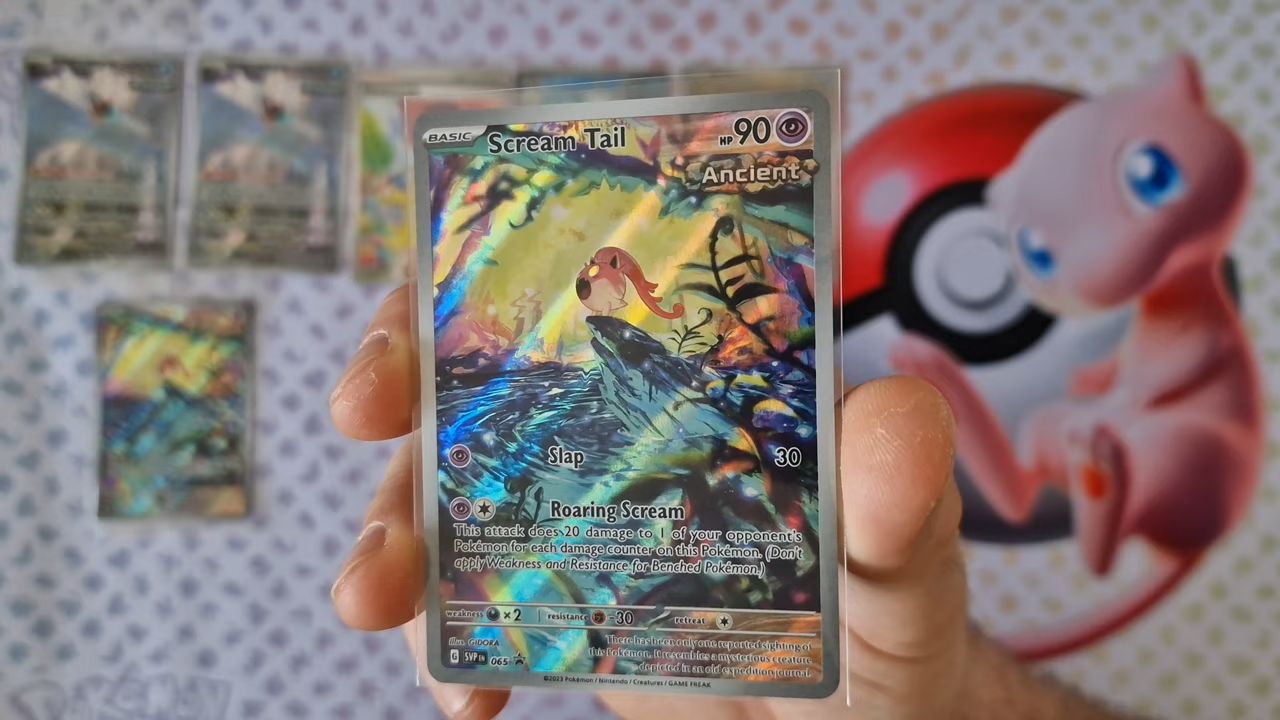 BASIC Scream Tail HP 90
Ancient
Slap 30
Roaring Scream
This attack does 20 damage to 1 of your opponent's
Pokémon for each damage counter on this Pokémon. (Don't
apply Weakness and Resistance for Benched Pokémon.)
weakness ×2 resistance -30 retreat
Illus. GIDORA
G SVP EN 065
There has been only one reported sighting of
this Pokémon. It resembles a mysterious creature
depicted in an old expedition journal.
©2023 Pokémon / Nintendo / Creatures / GAME FREAK